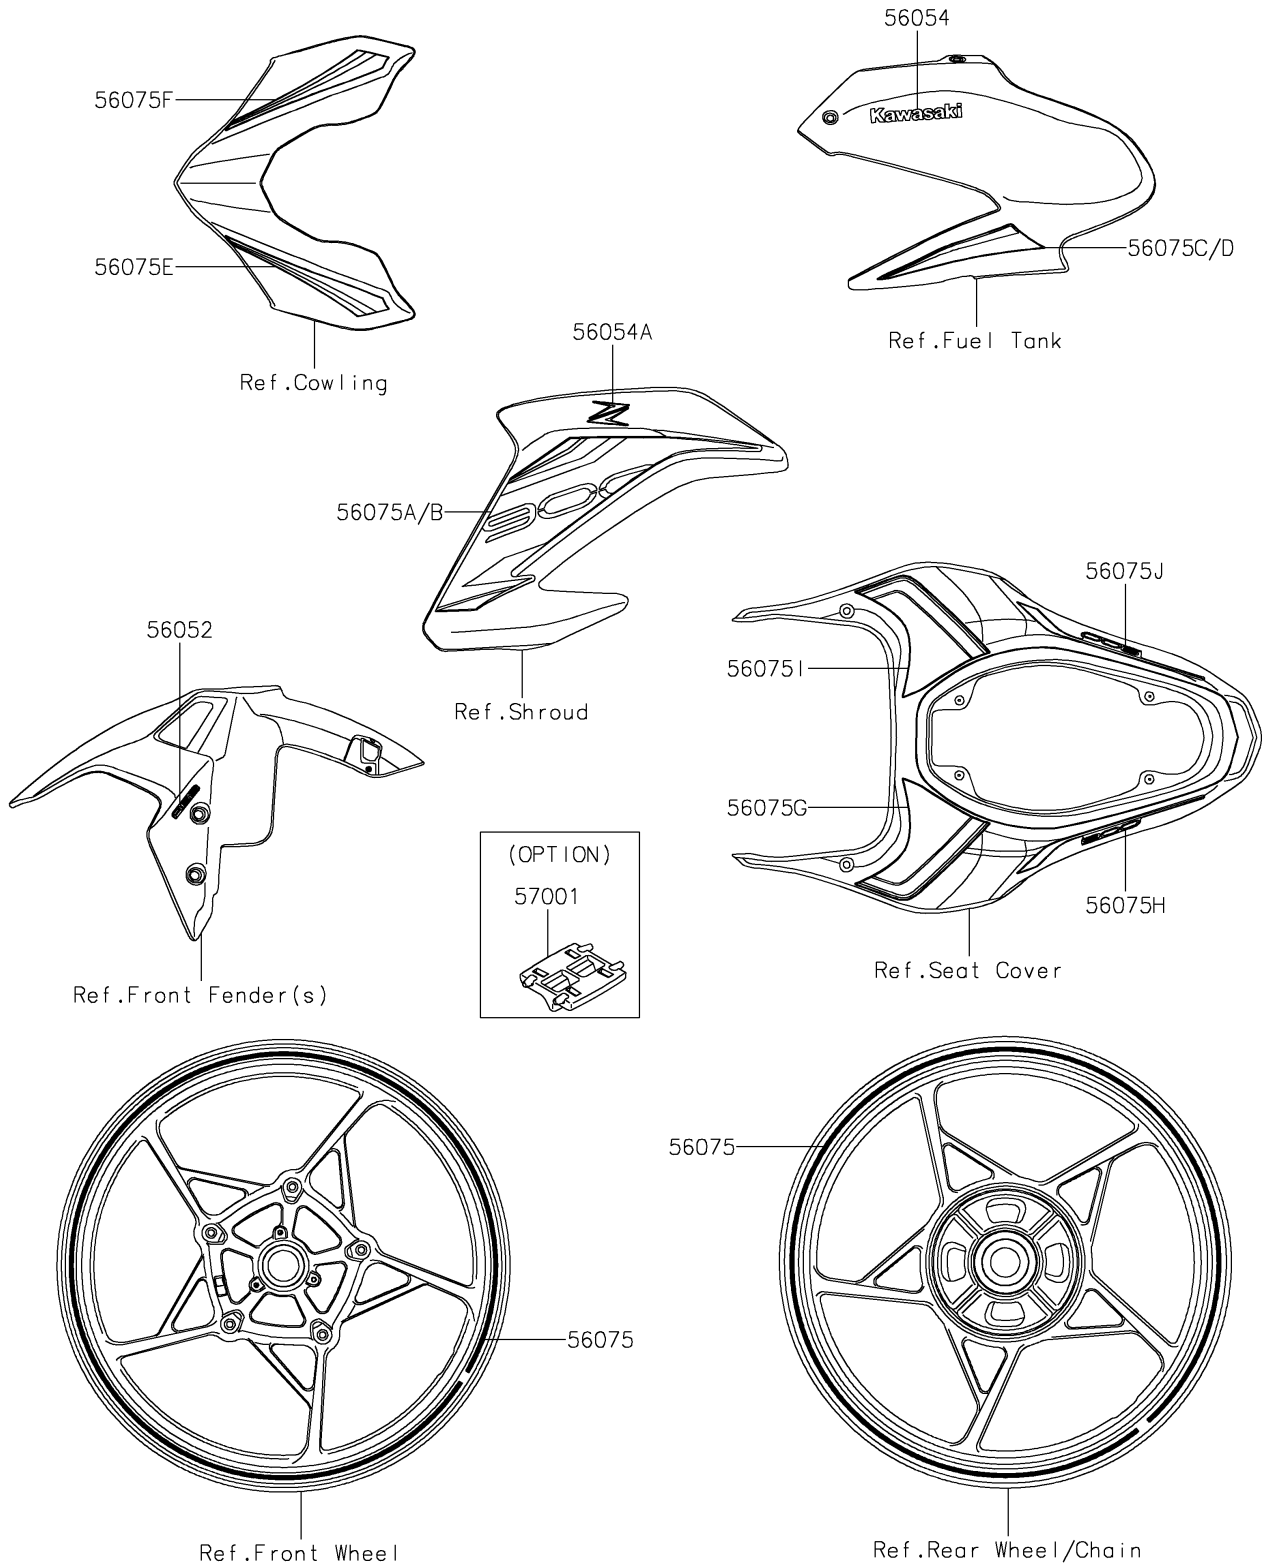 56054
56075F
Kawasaki
56075E
56075C/D
Ref.Fuel Tank
56054A
Ref.Cowling
56075A/B
56075J
56052
56075I
Ref.Shroud
56075G
(OPTION)
57001
56075H
Ref.Seat Cover
Ref.Front Fender(s)
56075
56075
Ref.Front Wheel
Ref.Rear Wheel/Chain